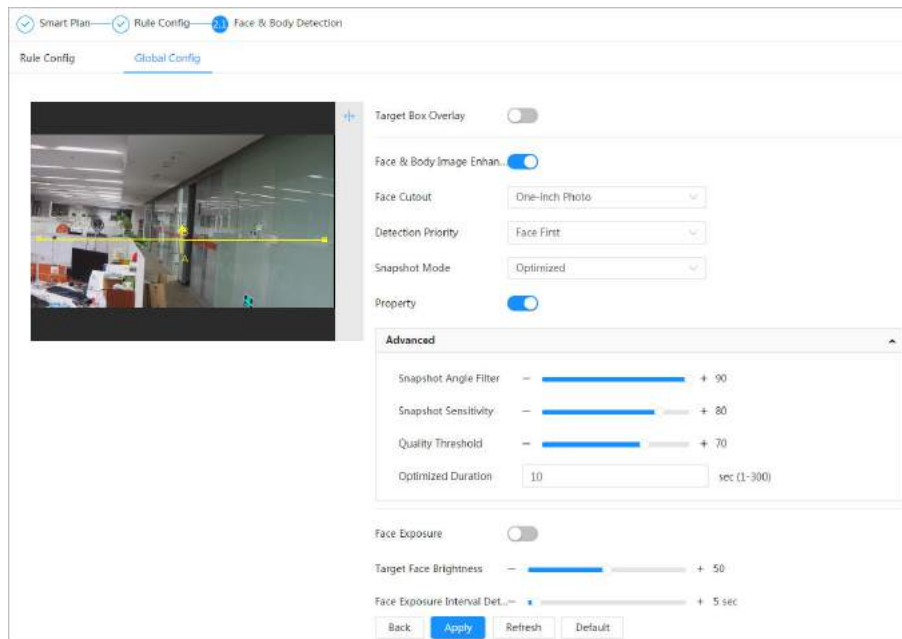 Smart Plan Rule Config 2.1 Face & Body Detection
Rule Config Global Config
Target Box Overlay
Face & Body Image Enhan...
Face Cutout One-Inch Photo
Detection Priority Face First
Snapshot Mode Optimized
Property
Advanced
Snapshot Angle Filter − + 90
Snapshot Sensitivity − + 80
Quality Threshold − + 70
Optimized Duration 10 sec (1-300)
Face Exposure
Target Face Brightness − + 50
Face Exposure Interval Det... − + 5 sec
Back Apply Refresh Default
A